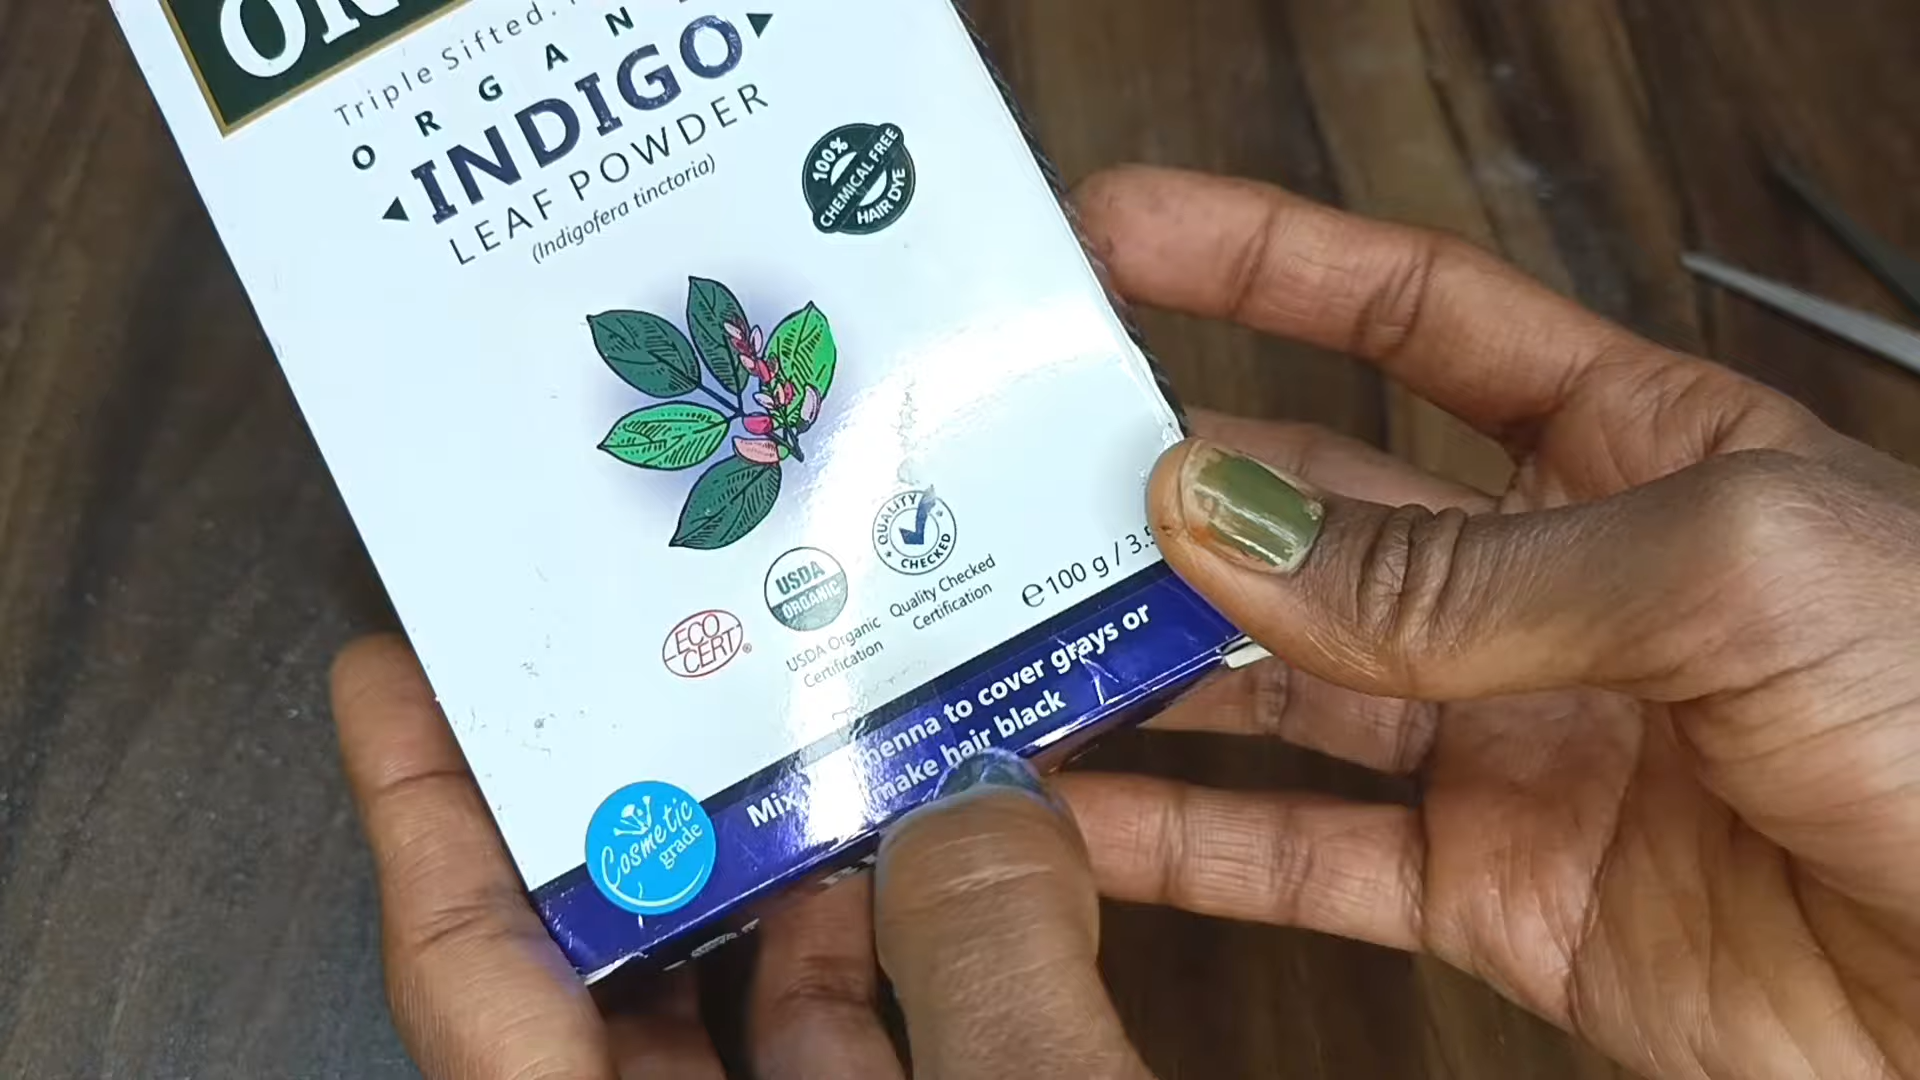 Triple Sifted.
ORGAN
INDIGO
LEAF POWDER
(Indigofera tinctoria)
100%
CHEMICAL FREE
HAIR DYE
QUALITY
CHECKED
USDA
ORGANIC
ECO
CERT
®
USDA Organic
Certification
Quality Checked
Certification
℮100 g / 3.5
Mix henna to cover grays or
make hair black
Cosmetic
grade